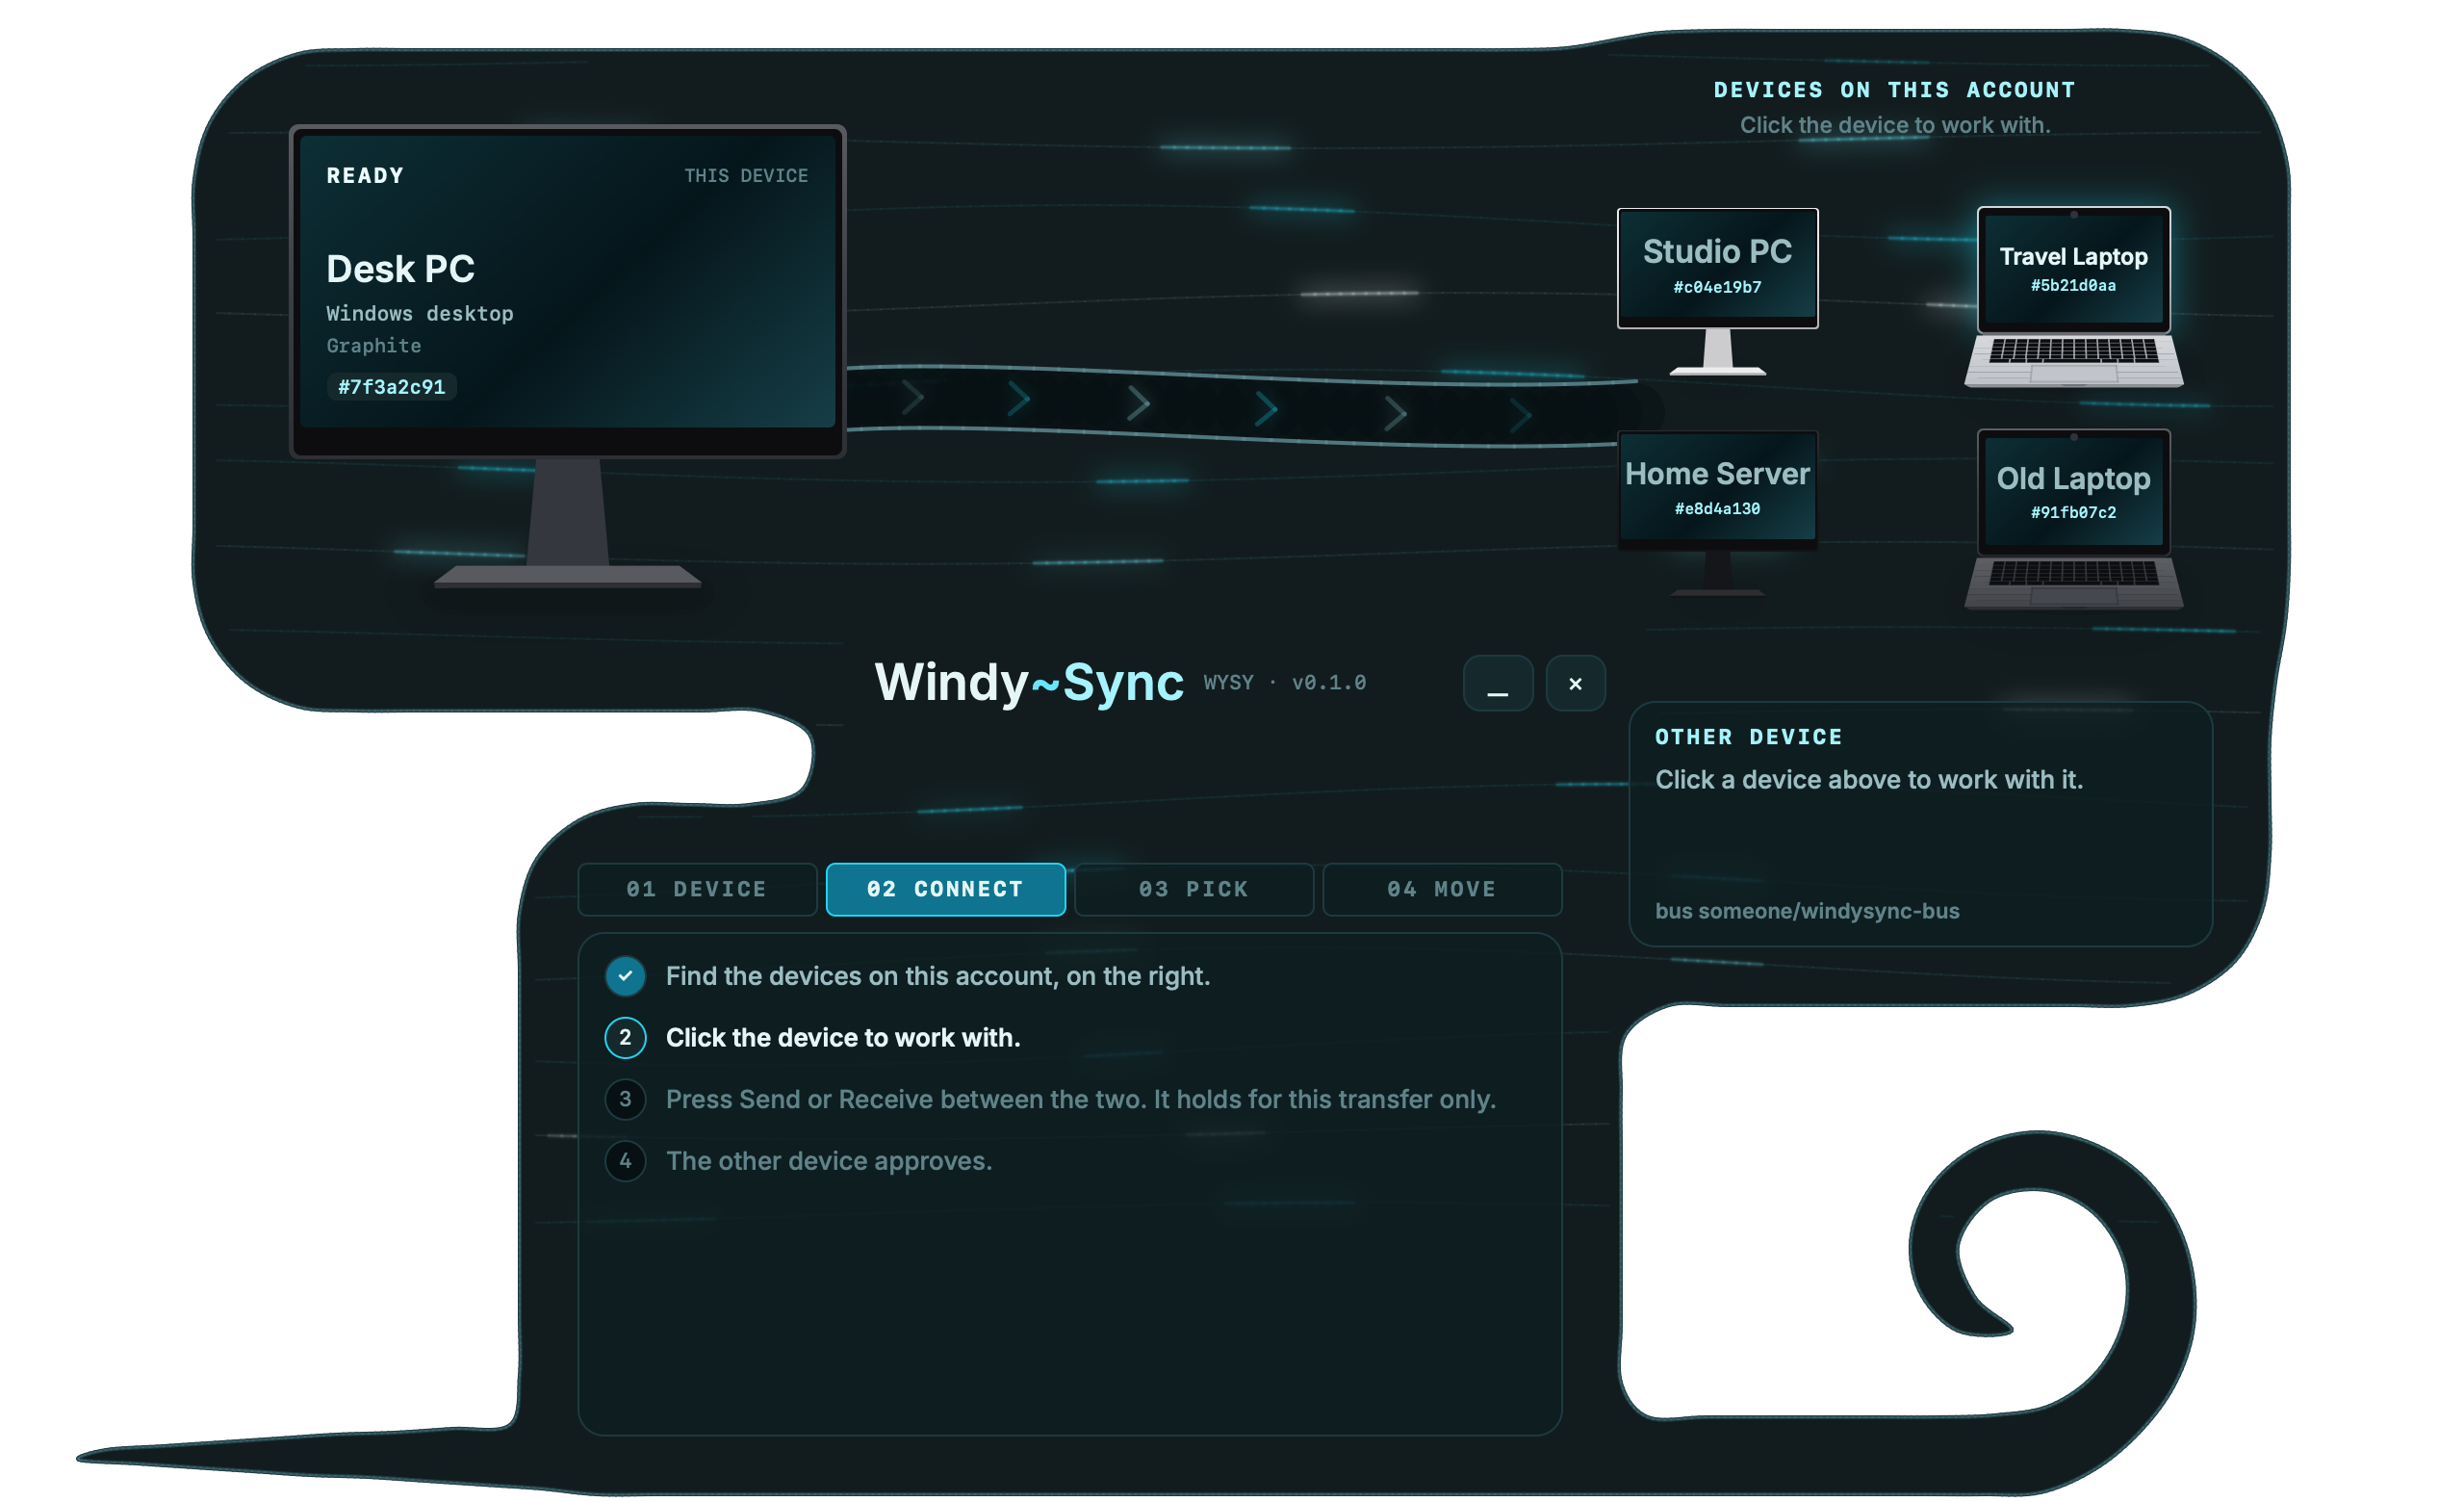 DEVICES ON THIS ACCOUNT
Click the device to work with.
READY
THIS DEVICE
Desk PC
Windows desktop
Graphite
#7f3a2c91
Studio PC
#c04e19b7
Travel Laptop
#5b21d0aa
Home Server
#e8d4a130
Old Laptop
#91fb07c2
Windy~Sync WYSY · v0.1.0
OTHER DEVICE
Click a device above to work with it.
bus someone/windysync-bus
01 DEVICE
02 CONNECT
03 PICK
04 MOVE
Find the devices on this account, on the right.
2 Click the device to work with.
3 Press Send or Receive between the two. It holds for this transfer only.
4 The other device approves.